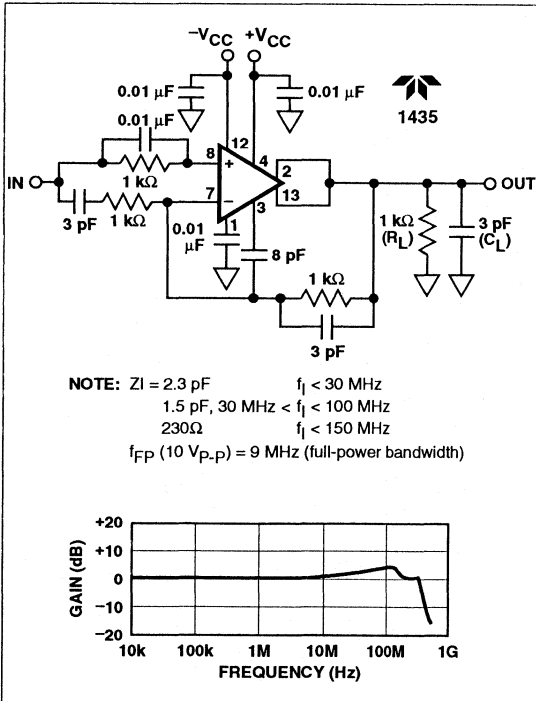 −VCC +VCC
0.01 μF
0.01 μF
0.01 μF
1435
12
8
+
4
2
IN
1 kΩ
7
−
13
OUT
3 pF
1 kΩ
3
1
0.01 μF
8 pF
1 kΩ (RL)
3 pF (CL)
1 kΩ
3 pF
NOTE: ZI = 2.3 pF fI < 30 MHz
1.5 pF, 30 MHz < fI < 100 MHz
230Ω fI < 150 MHz
fFP (10 VP-P) = 9 MHz (full-power bandwidth)
+20
+10
0
−10
−20
GAIN (dB)
10k 100k 1M 10M 100M 1G
FREQUENCY (Hz)